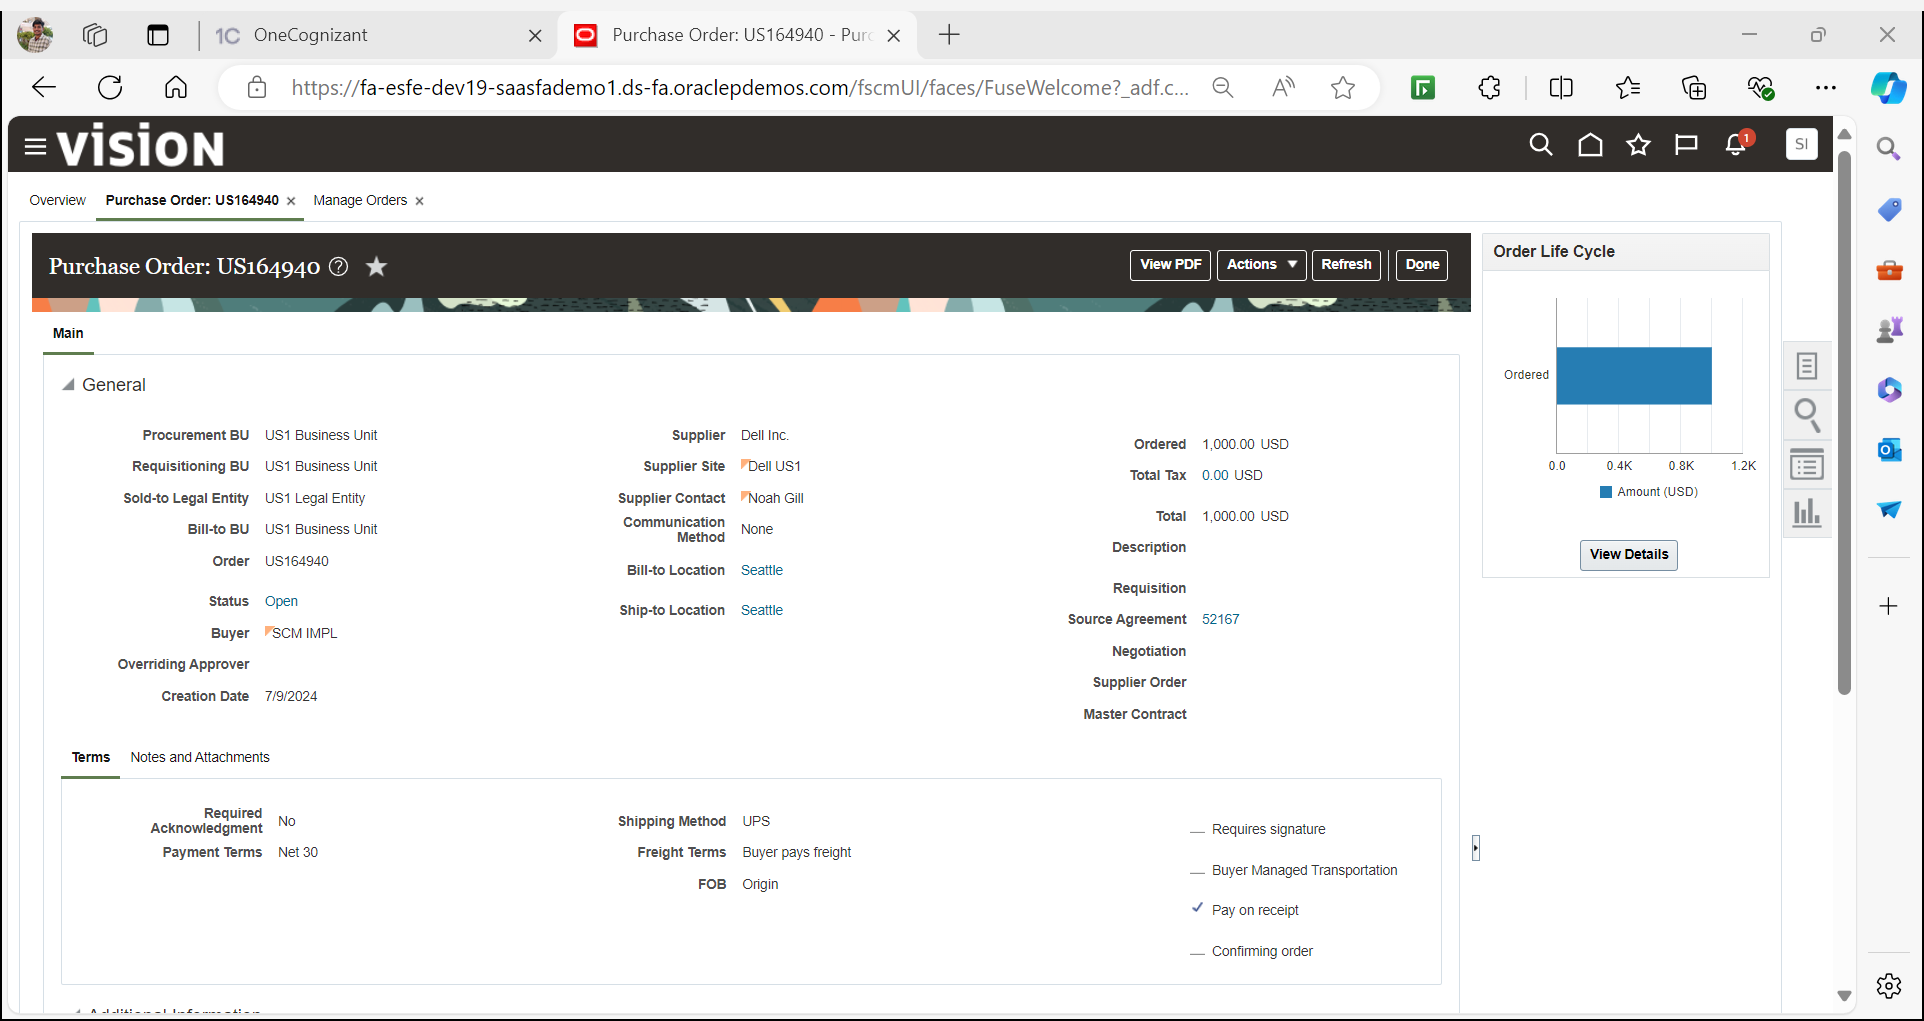 OneCognizant
Purchase Order: US164940 - Purc
https://fa-esfe-dev19-saasfademo1.ds-fa.oraclepdemos.com/fscmUI/faces/FuseWelcome?_adf.c...
VISION
1
SI
Overview
Purchase Order: US164940
Manage Orders
Purchase Order: US164940
View PDF
Actions
Refresh
Done
Main
General
Procurement BU US1 Business Unit
Requisitioning BU US1 Business Unit
Sold-to Legal Entity US1 Legal Entity
Bill-to BU US1 Business Unit
Order US164940
Status Open
Buyer SCM IMPL
Overriding Approver
Creation Date 7/9/2024
Supplier Dell Inc.
Supplier Site Dell US1
Supplier Contact Noah Gill
Communication
Method None
Bill-to Location Seattle
Ship-to Location Seattle
Ordered 1,000.00 USD
Total Tax 0.00 USD
Total 1,000.00 USD
Description
Requisition
Source Agreement 52167
Negotiation
Supplier Order
Master Contract
Terms
Notes and Attachments
Required
Acknowledgment No
Payment Terms Net 30
Shipping Method UPS
Freight Terms Buyer pays freight
FOB Origin
Requires signature
Buyer Managed Transportation
Pay on receipt
Confirming order
Additional Information
Order Life Cycle
Ordered
0.0 0.4K 0.8K 1.2K
Amount (USD)
View Details